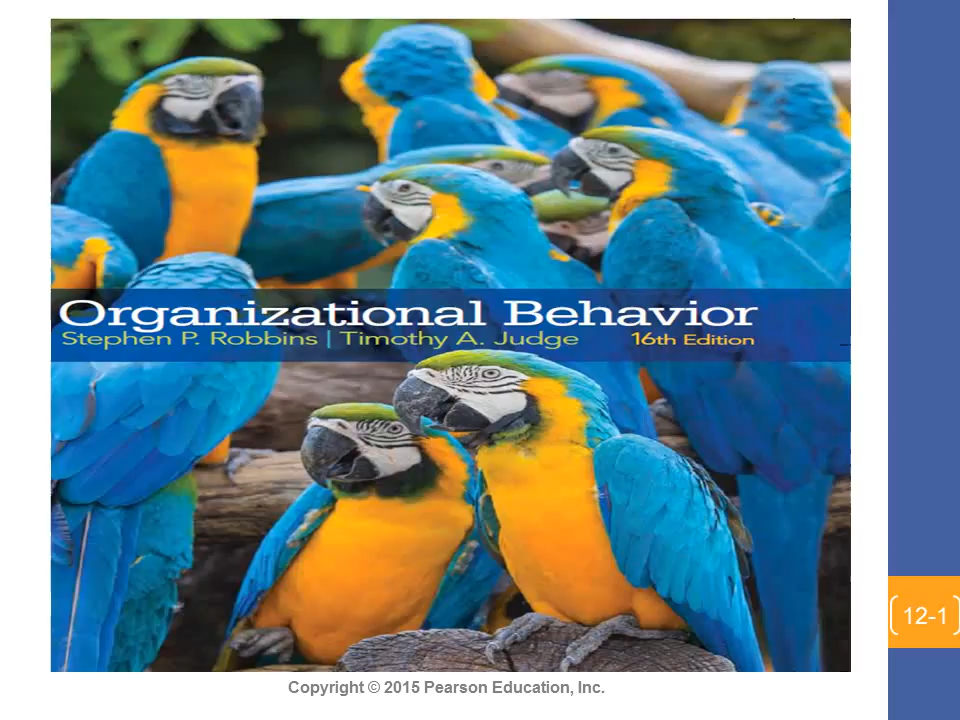 Organizational Behavior
Stephen P. Robbins | Timothy A. Judge 16th Edition
12-1
Copyright © 2015 Pearson Education, Inc.